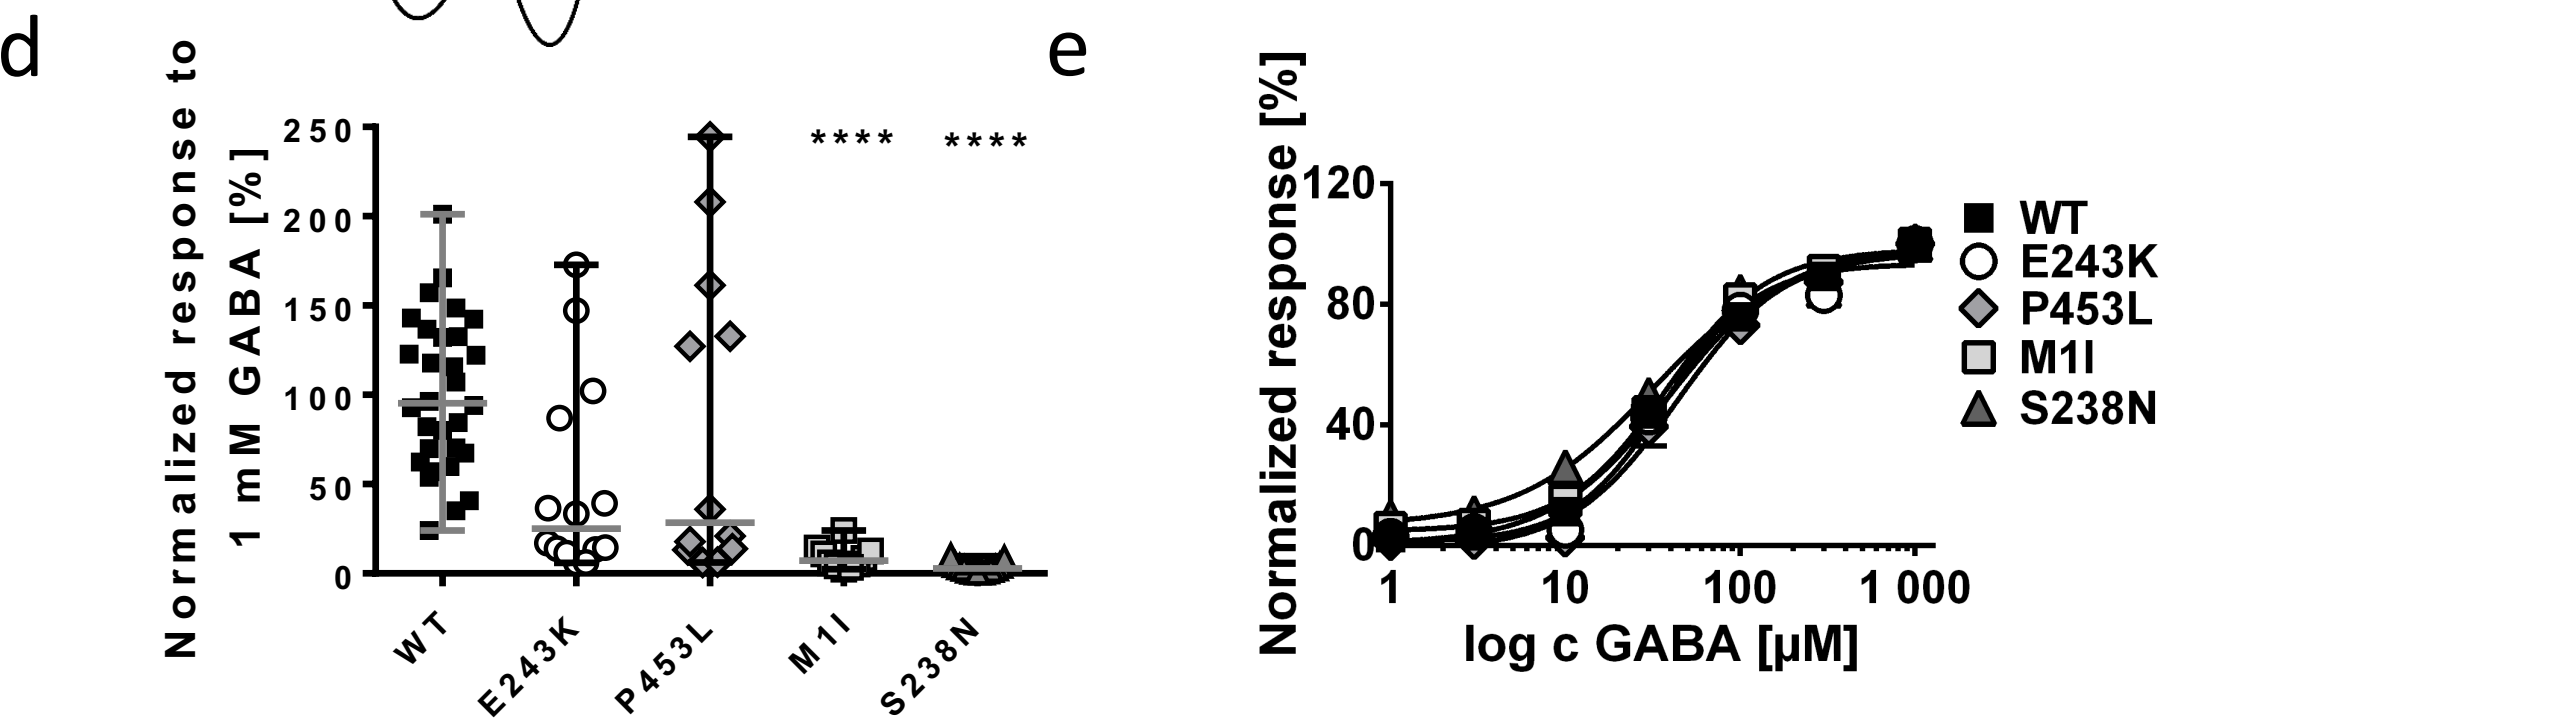 d
Normalized response to
1 mM GABA [%]
250
200
150
100
50
0
****
****
WT
E243K
P453L
M1I
S238N
e
Normalized response [%]
120
80
40
0
1
10
100
1 000
log c GABA [µM]
WT
E243K
P453L
M1I
S238N